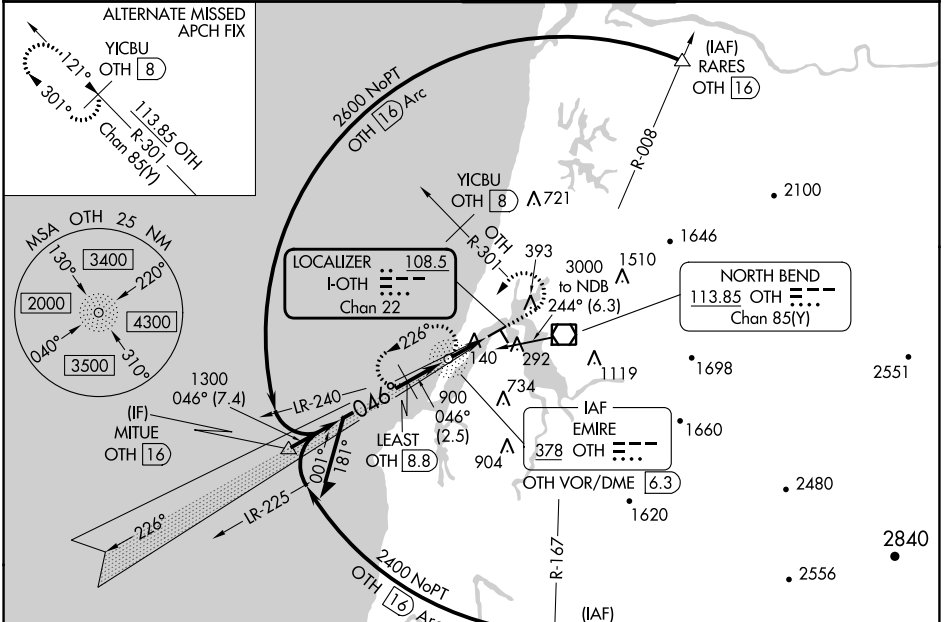 ALTERNATE MISSED
APCH FIX
YICBU
OTH 8
121°
301°
113.85 OTH
R-301
Chan 85(Y)
MSA OTH 25 NM
130°
3400
220°
2000
4300
040°
3500
310°
2600 NoPT
OTH 16 Arc
(IAF)
RARES
OTH 16
R-008
2100
YICBU
OTH 8
721
OTH
R-301
1646
393
1510
3000
to NDB
244° (6.3)
LOCALIZER 108.5
I-OTH
Chan 22
NORTH BEND
113.85 OTH
Chan 85(Y)
226°
140
292
1119
1698
2551
1300
046° (7.4)
LR-240
046°
900
046°
(2.5)
734
(IF)
MITUE
OTH 16
LEAST
OTH 8.8
904
IAF
EMIRE
378 OTH
OTH VOR/DME 6.3
1660
001°
181°
LR-225
226°
2480
1620
2840
R-167
2400 NoPT
OTH 16 Arc
2556
(IAF)